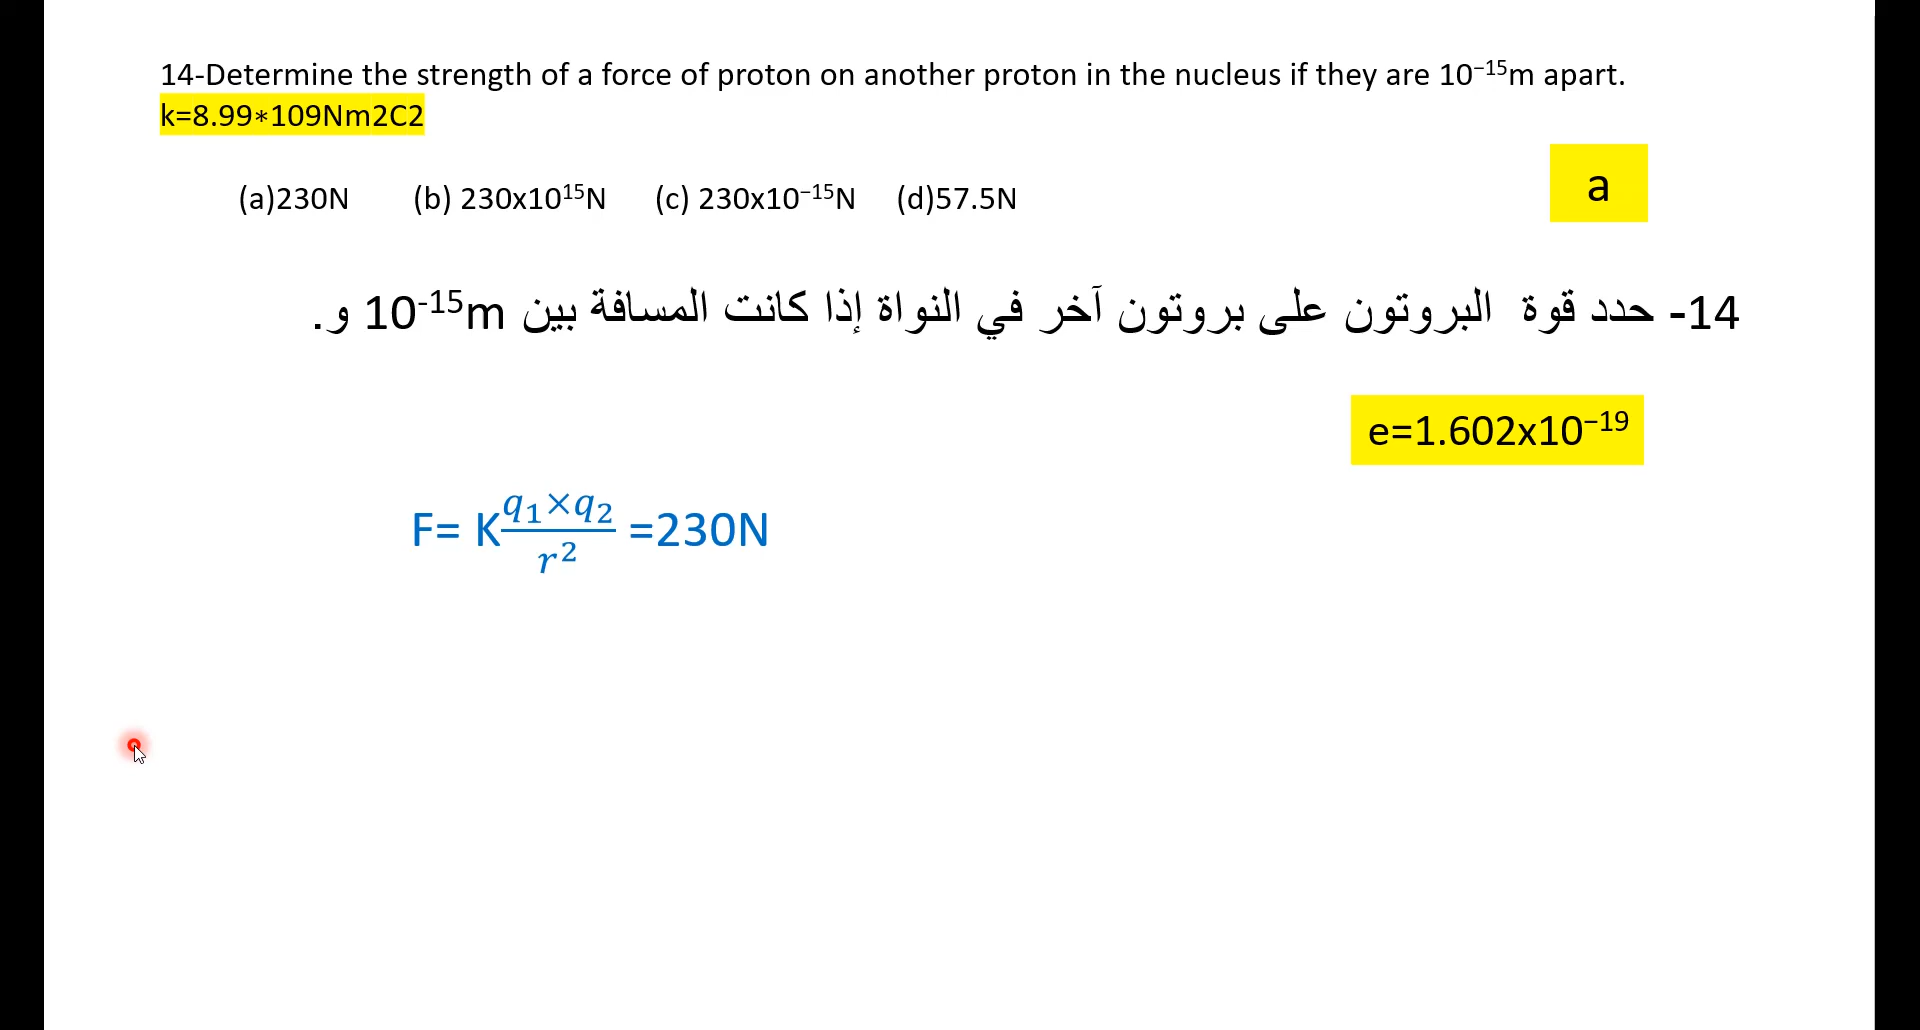 14-Determine the strength of a force of proton on another proton in the nucleus if they are 10⁻¹⁵m apart.
k=8.99∗109Nm2C2
(a)230N (b) 230x10¹⁵N (c) 230x10⁻¹⁵N (d)57.5N
a
14- حدد قوة البروتون على بروتون آخر في النواة إذا كانت المسافة بين 10⁻¹⁵m و.
e=1.602x10⁻¹⁹
F= K(q₁×q₂)/r² =230N